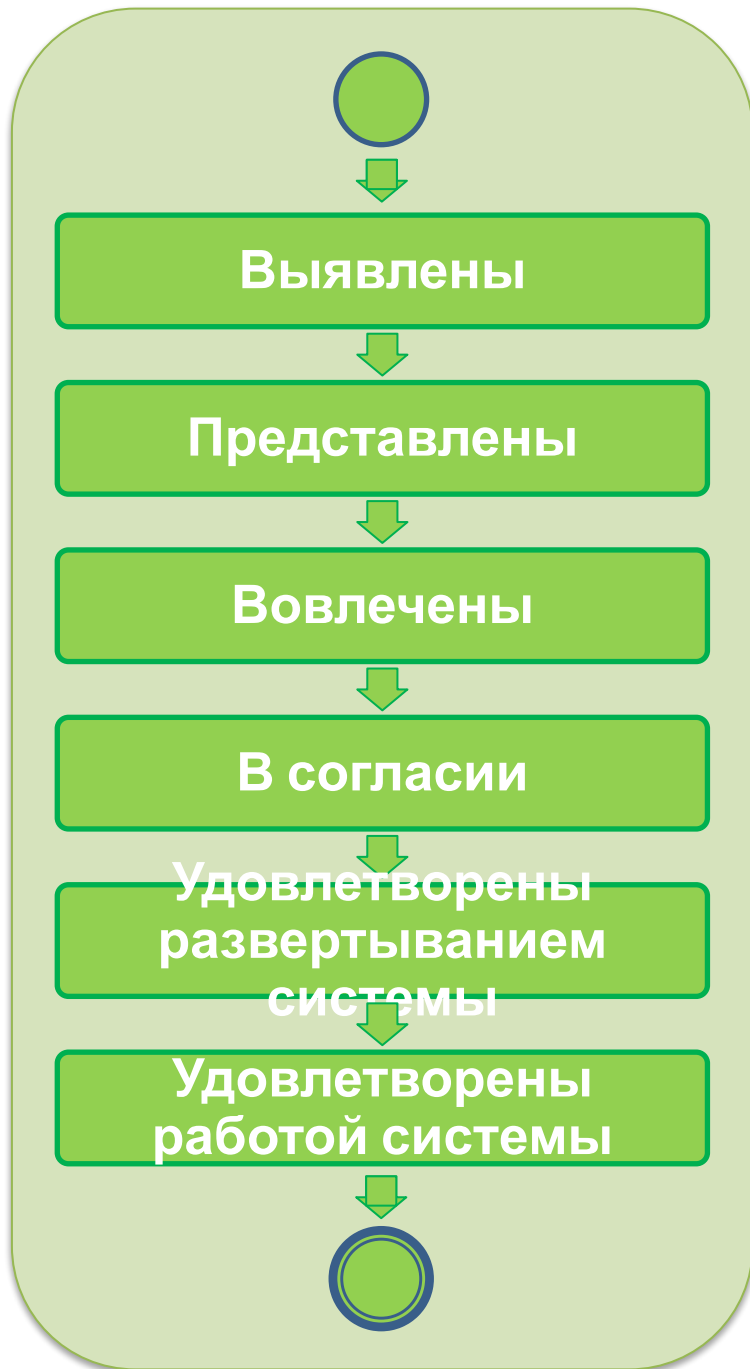 Выявлены
Представлены
Вовлечены
В согласии
Удовлетворены
развертыванием
системы
Удовлетворены
работой системы